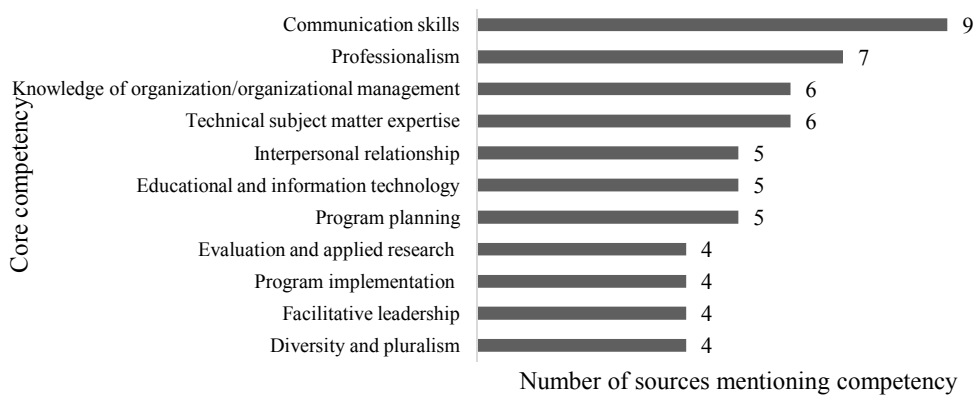 Communication skills 9
Professionalism 7
Knowledge of organization/organizational management 6
Technical subject matter expertise 6
Interpersonal relationship 5
Educational and information technology 5
Program planning 5
Evaluation and applied research 4
Program implementation 4
Facilitative leadership 4
Diversity and pluralism 4
Core competency
Number of sources mentioning competency